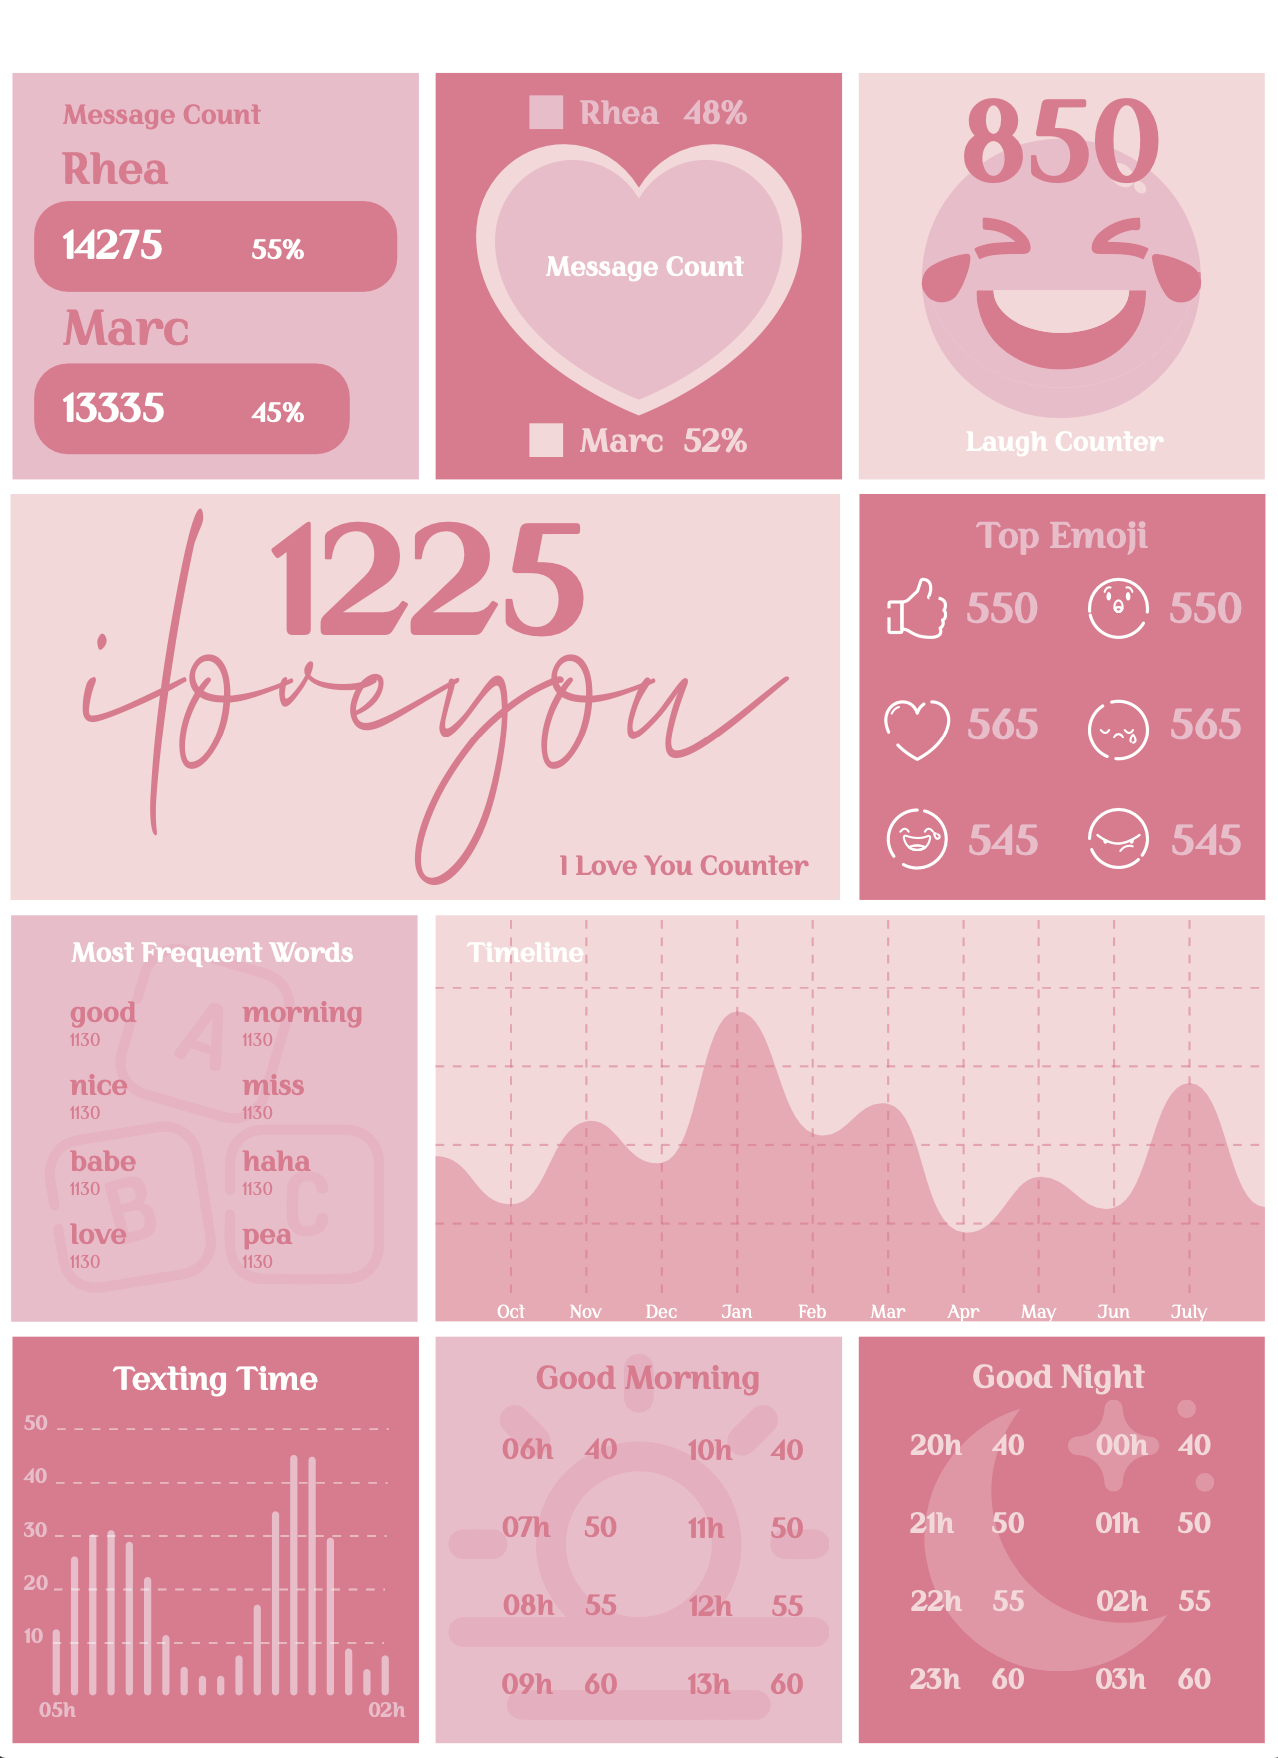 Message Count
Rhea
14275 55%
Marc
13335 45%
Rhea 48%
Message Count
Marc 52%
850
Laugh Counter
1225
i love you
I Love You Counter
Top Emoji
550 550
565 565
545 545
Most Frequent Words
A
B
C
good morning
1130 1130
nice miss
1130 1130
babe haha
1130 1130
love pea
1130 1130
Timeline
Oct Nov Dec Jan Feb Mar Apr May Jun July
Texting Time
50
40
30
20
10
05h 02h
Good Morning
06h 40 10h 40
07h 50 11h 50
08h 55 12h 55
09h 60 13h 60
Good Night
20h 40 00h 40
21h 50 01h 50
22h 55 02h 55
23h 60 03h 60